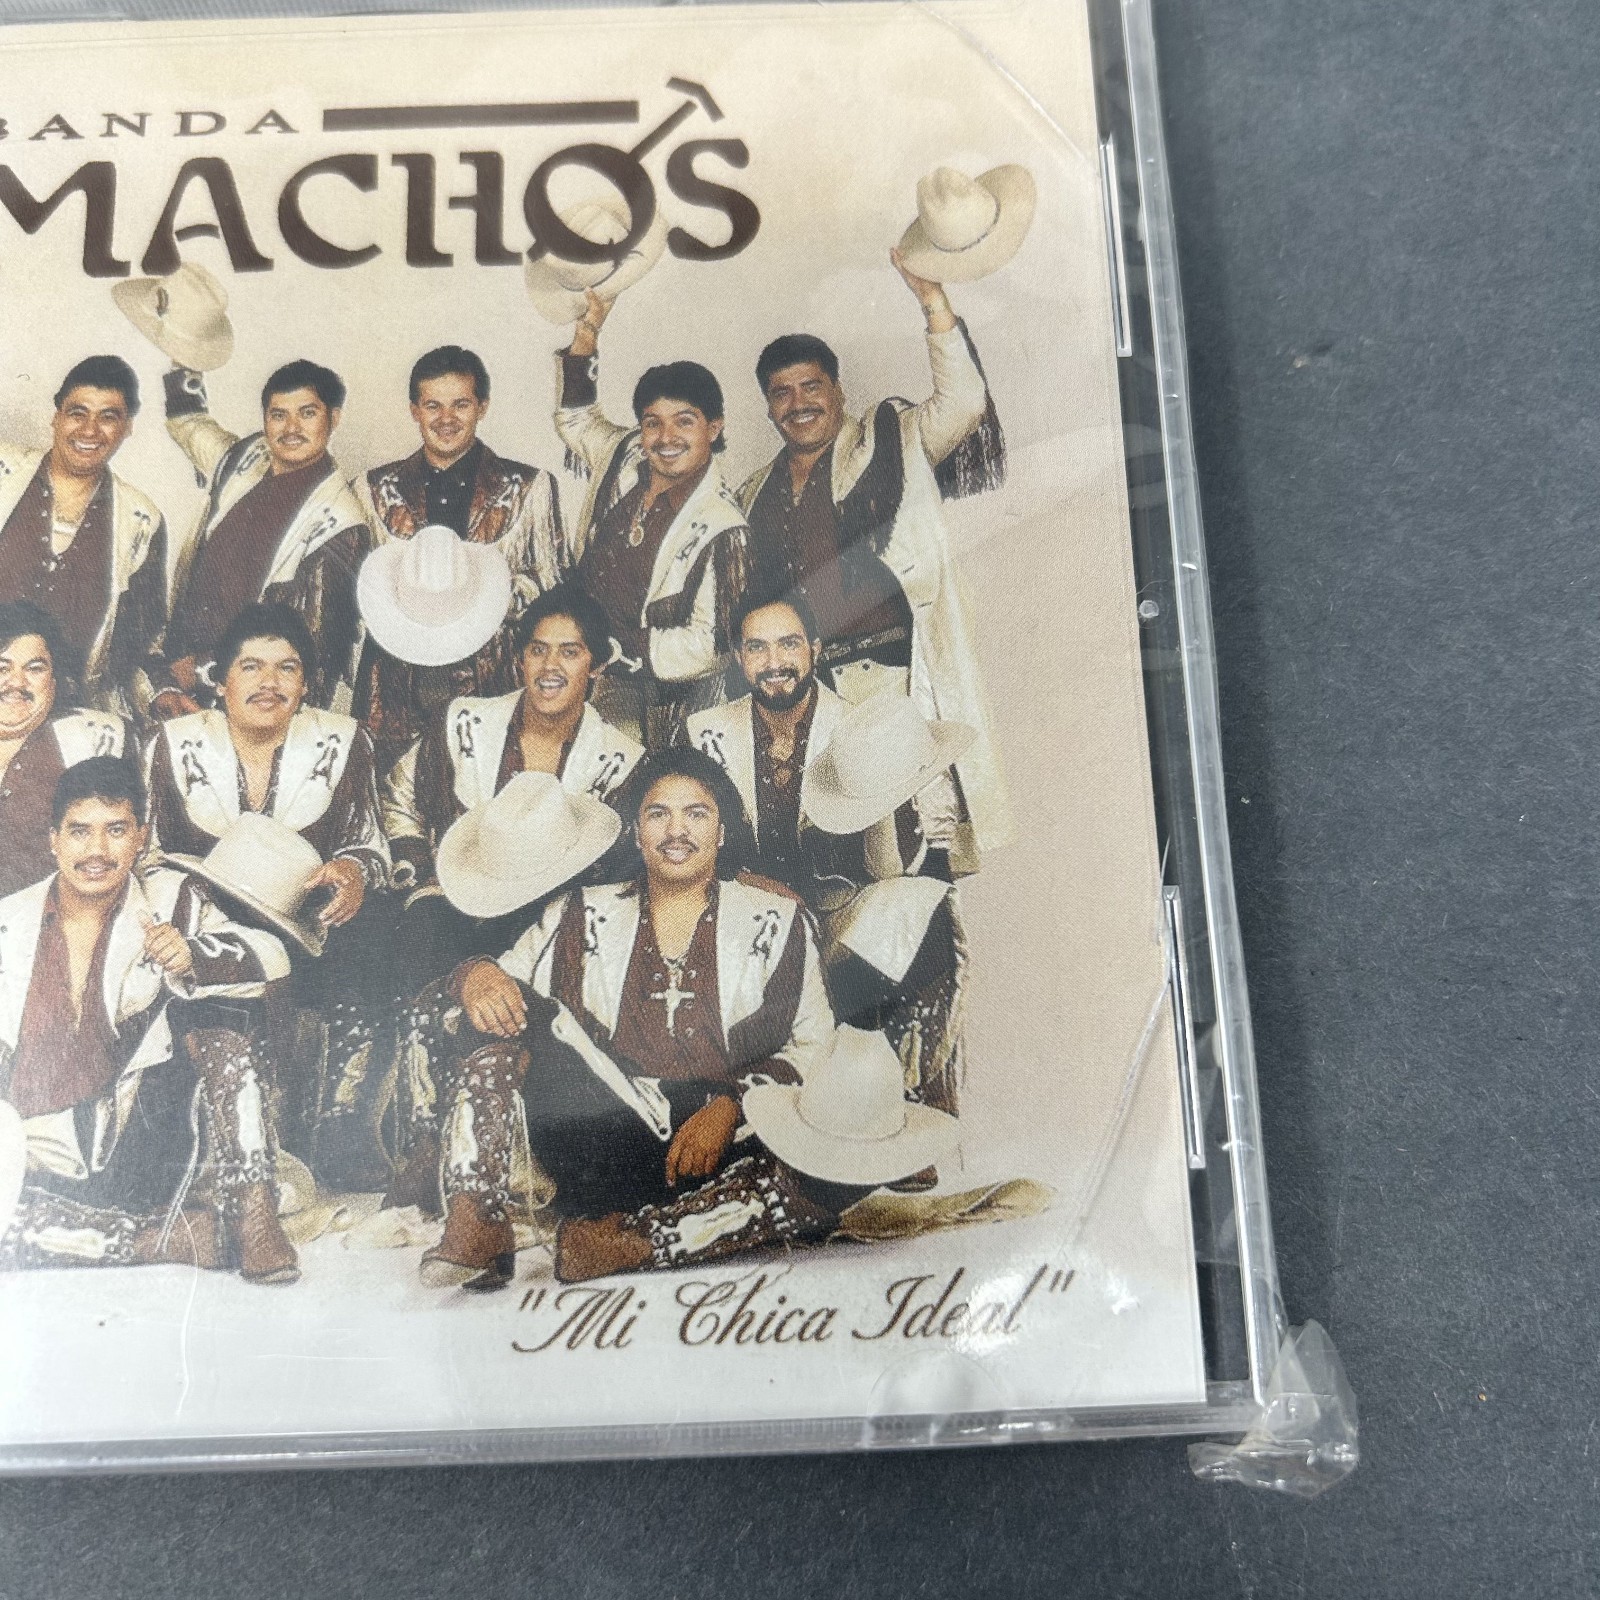 BANDA
MACHOS
"Mi Chica Ideal"